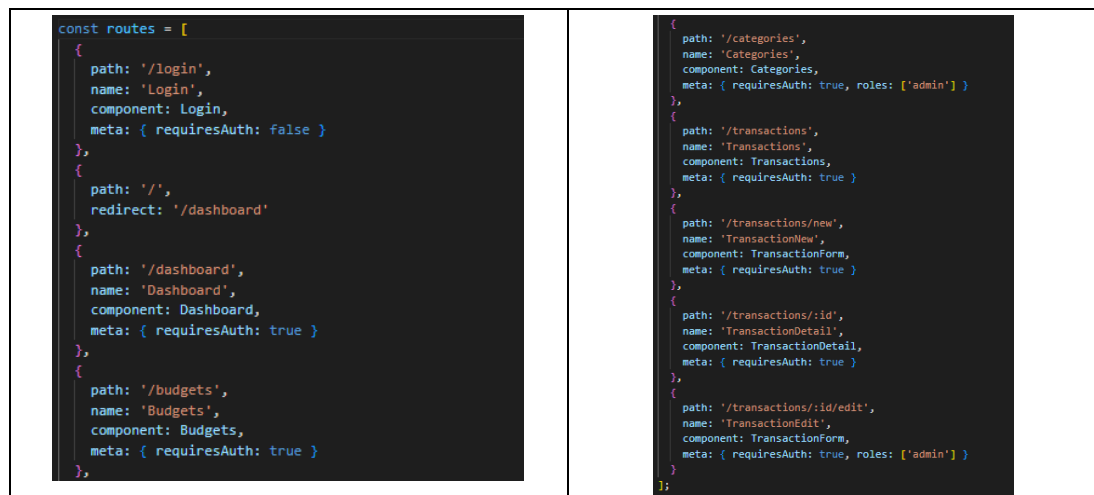 const routes = [
{
path: '/login',
name: 'Login',
component: Login,
meta: { requiresAuth: false }
},
{
path: '/',
redirect: '/dashboard'
},
{
path: '/dashboard',
name: 'Dashboard',
component: Dashboard,
meta: { requiresAuth: true }
},
{
path: '/budgets',
name: 'Budgets',
component: Budgets,
meta: { requiresAuth: true }
},
{
path: '/categories',
name: 'Categories',
component: Categories,
meta: { requiresAuth: true, roles: ['admin'] }
},
{
path: '/transactions',
name: 'Transactions',
component: Transactions,
meta: { requiresAuth: true }
},
{
path: '/transactions/new',
name: 'TransactionNew',
component: TransactionForm,
meta: { requiresAuth: true }
},
{
path: '/transactions/:id',
name: 'TransactionDetail',
component: TransactionDetail,
meta: { requiresAuth: true }
},
{
path: '/transactions/:id/edit',
name: 'TransactionEdit',
component: TransactionForm,
meta: { requiresAuth: true, roles: ['admin'] }
}
];